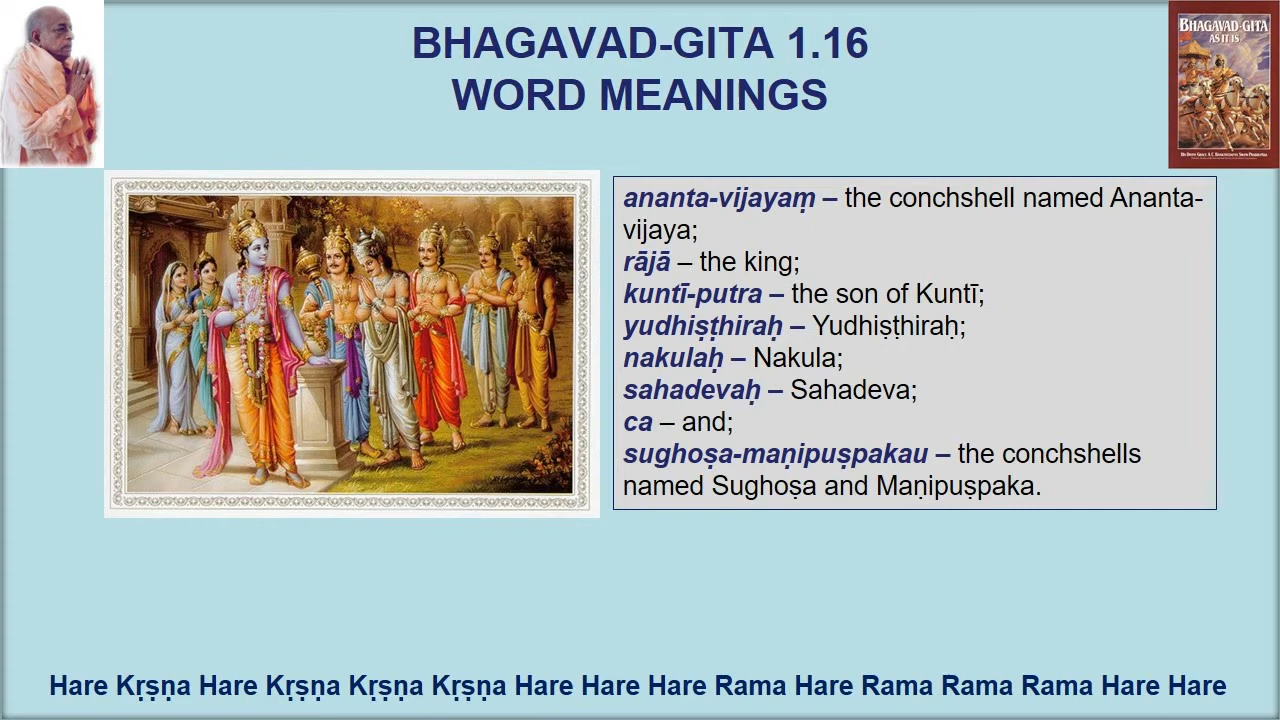 BHAGAVAD-GITA 1.16
WORD MEANINGS
BHAGAVAD-GITA
AS IT IS
ananta-vijayaṃ – the conchshell named Ananta-
vijaya;
rājā – the king;
kuntī-putra – the son of Kuntī;
yudhiṣṭhiraḥ – Yudhiṣṭhiraḥ;
nakulaḥ – Nakula;
sahadevaḥ – Sahadeva;
ca – and;
sughoṣa-maṇipuṣpakau – the conchshells
named Sughoṣa and Maṇipuṣpaka.
Hare Kṛṣṇa Hare Kṛṣṇa Kṛṣṇa Kṛṣṇa Hare Hare Hare Rama Hare Rama Rama Rama Hare Hare